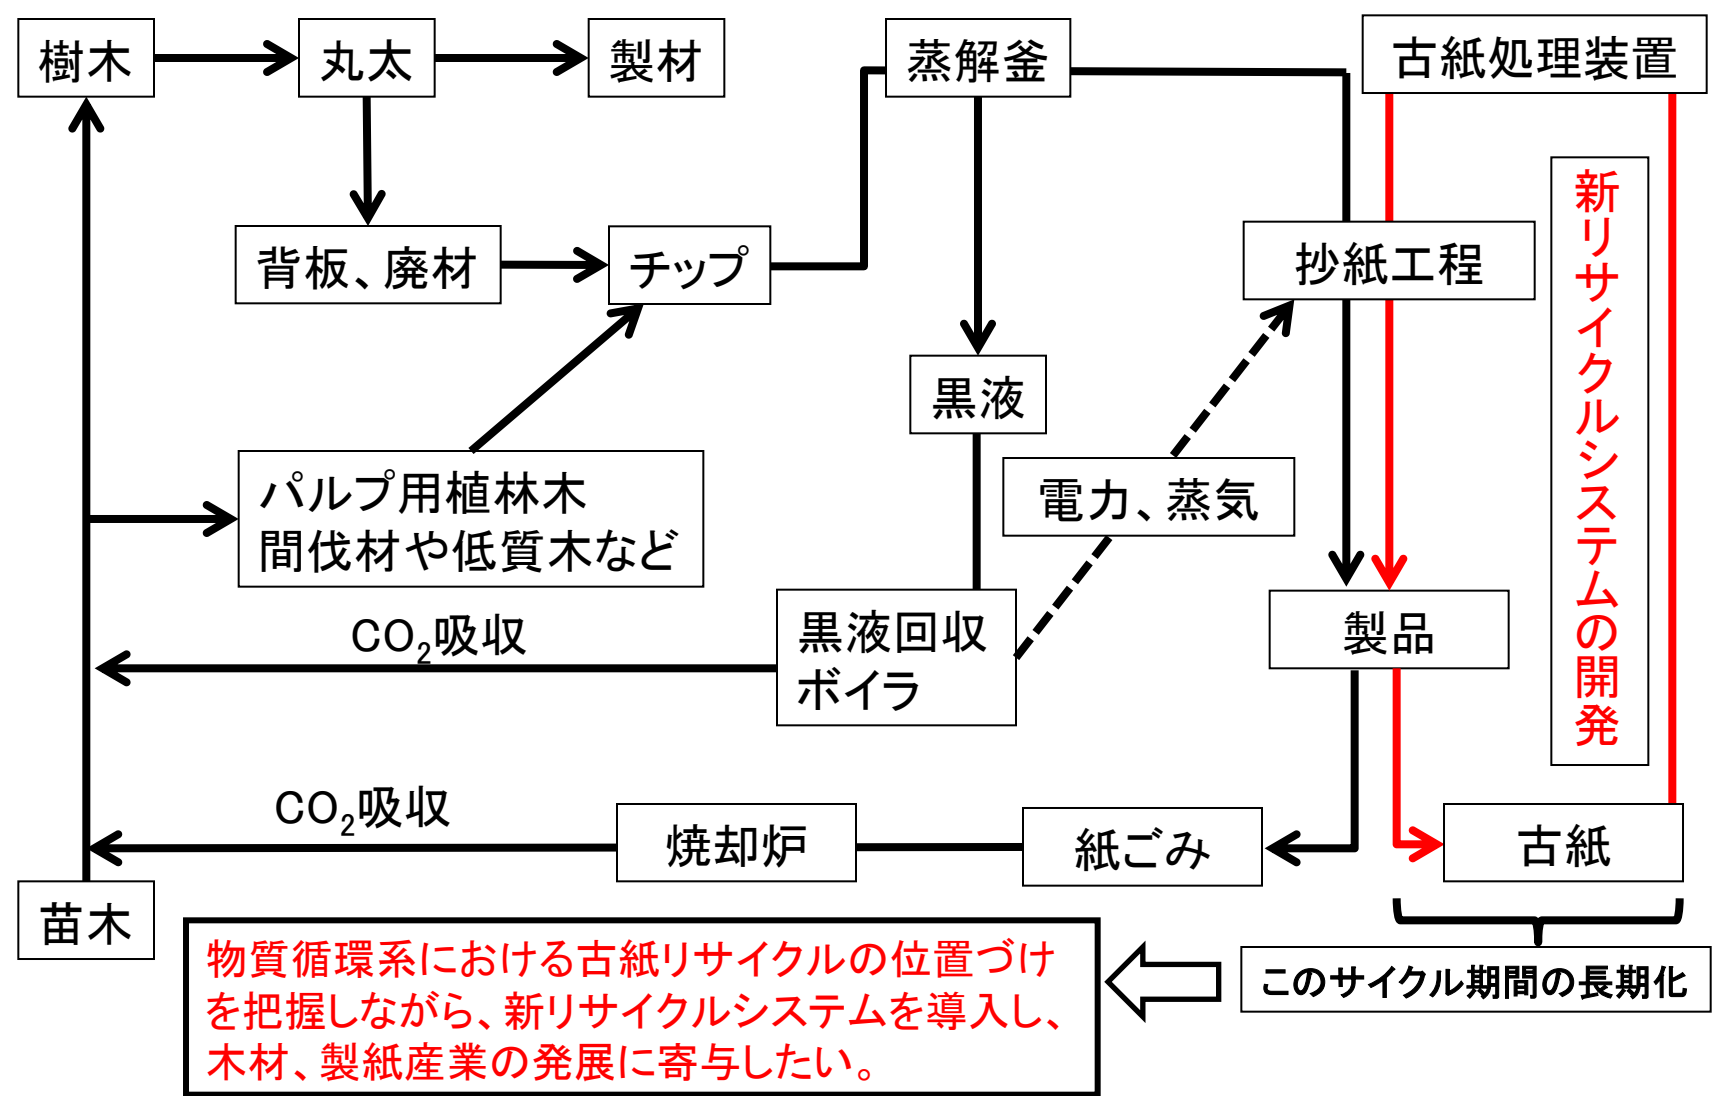 樹木
丸太
製材
蒸解釜
古紙処理装置
背板、廃材
チップ
抄紙工程
新リサイクルシステムの開発
黒液
パルプ用植林木
間伐材や低質木など
電力、蒸気
CO₂吸収
黒液回収
ボイラ
製品
CO₂吸収
焼却炉
紙ごみ
古紙
苗木
このサイクル期間の長期化
物質循環系における古紙リサイクルの位置づけ
を把握しながら、新リサイクルシステムを導入し、
木材、製紙産業の発展に寄与したい。